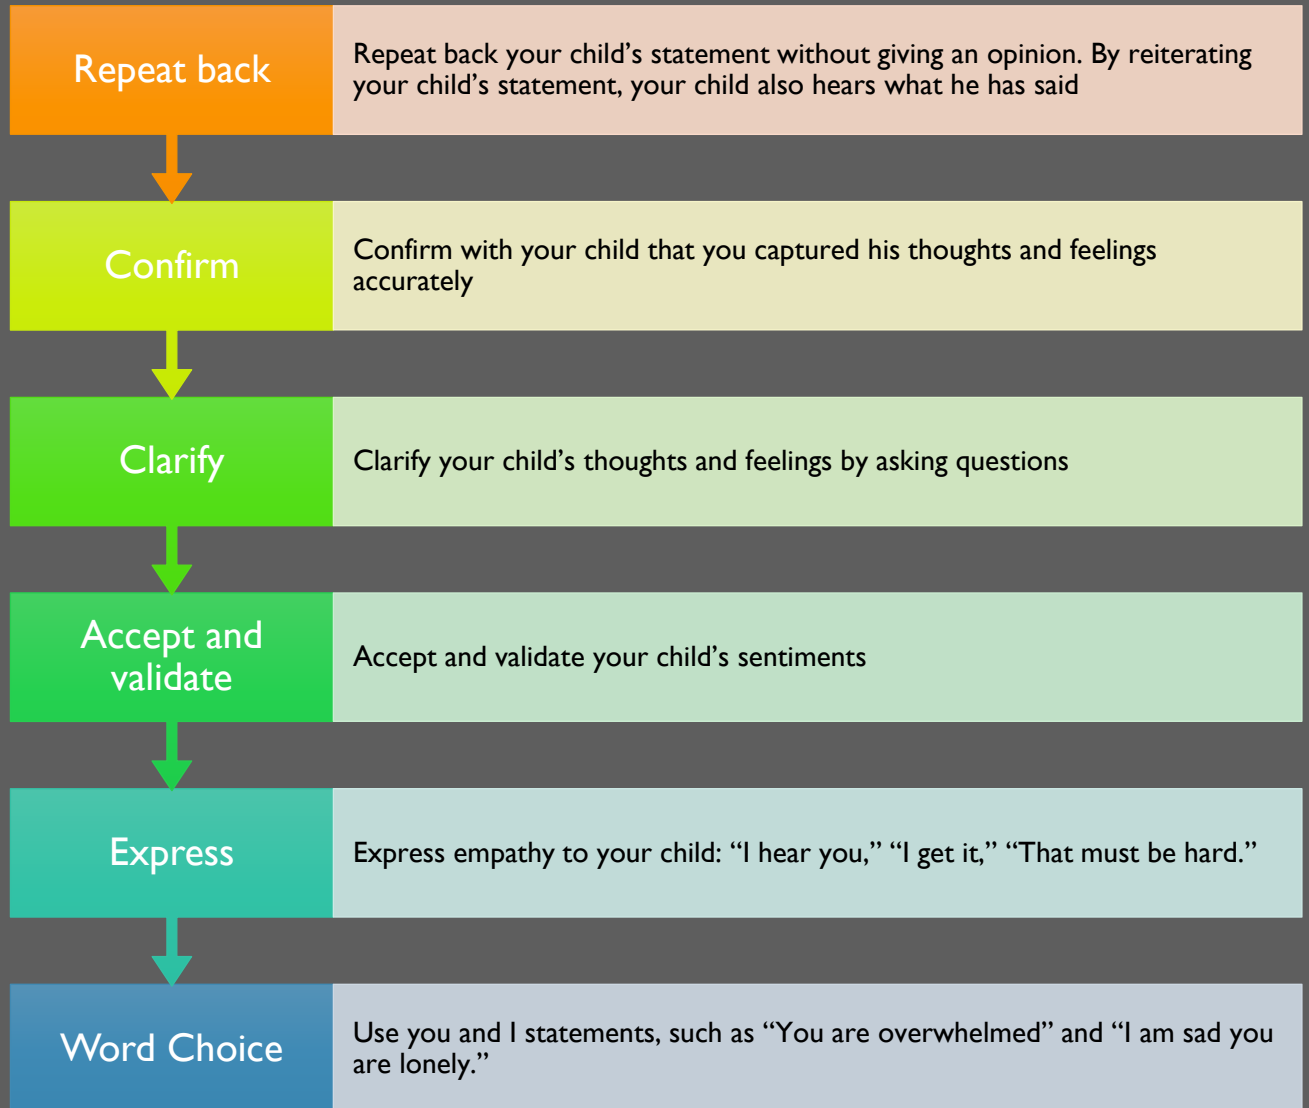 Repeat back
Repeat back your child’s statement without giving an opinion. By reiterating
your child’s statement, your child also hears what he has said
Confirm
Confirm with your child that you captured his thoughts and feelings
accurately
Clarify
Clarify your child’s thoughts and feelings by asking questions
Accept and
validate
Accept and validate your child’s sentiments
Express
Express empathy to your child: “I hear you,” “I get it,” “That must be hard.”
Word Choice
Use you and I statements, such as “You are overwhelmed” and “I am sad you
are lonely.”